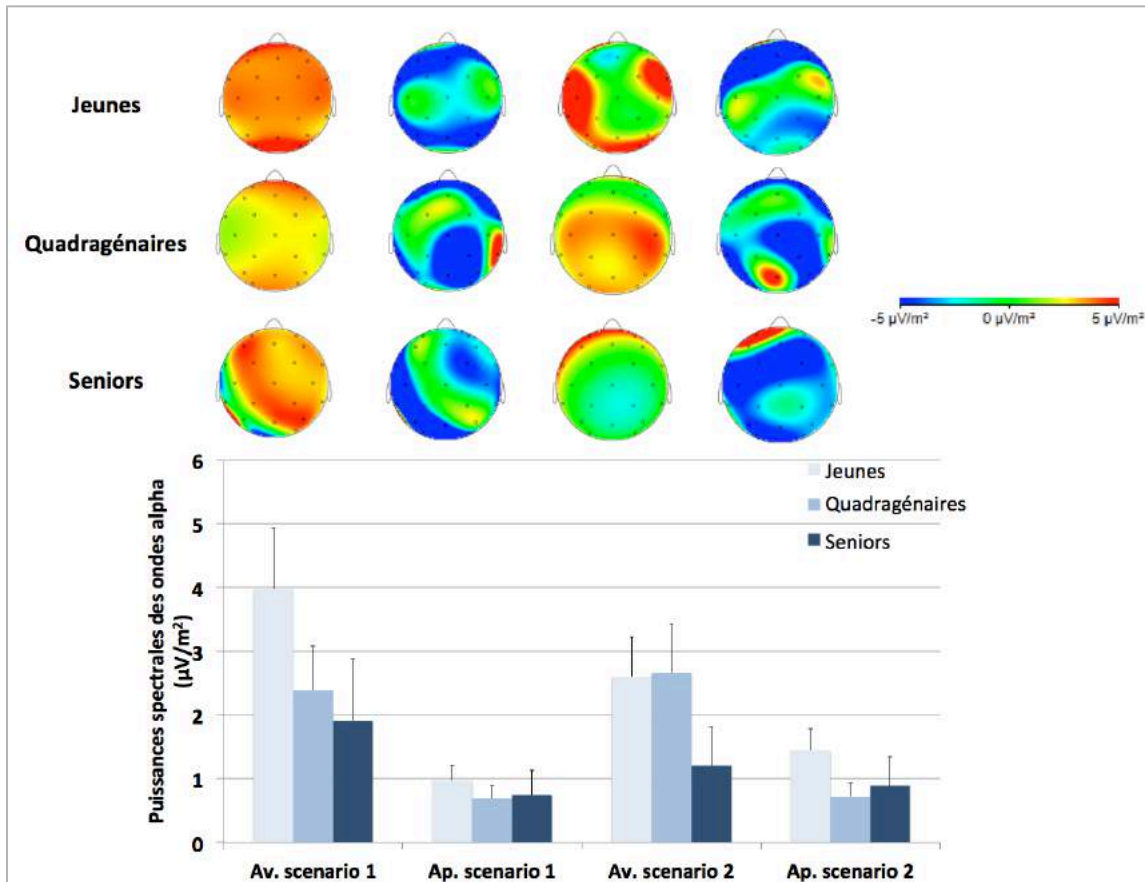 Jeunes
Quadragénaires
-5 µV/m² 0 µV/m² 5 µV/m²
Seniors
Puissances spectrales des ondes alpha
(µV/m²)
6
5
4
3
2
1
0
Jeunes
Quadragénaires
Seniors
Av. scenario 1 Ap. scenario 1 Av. scenario 2 Ap. scenario 2